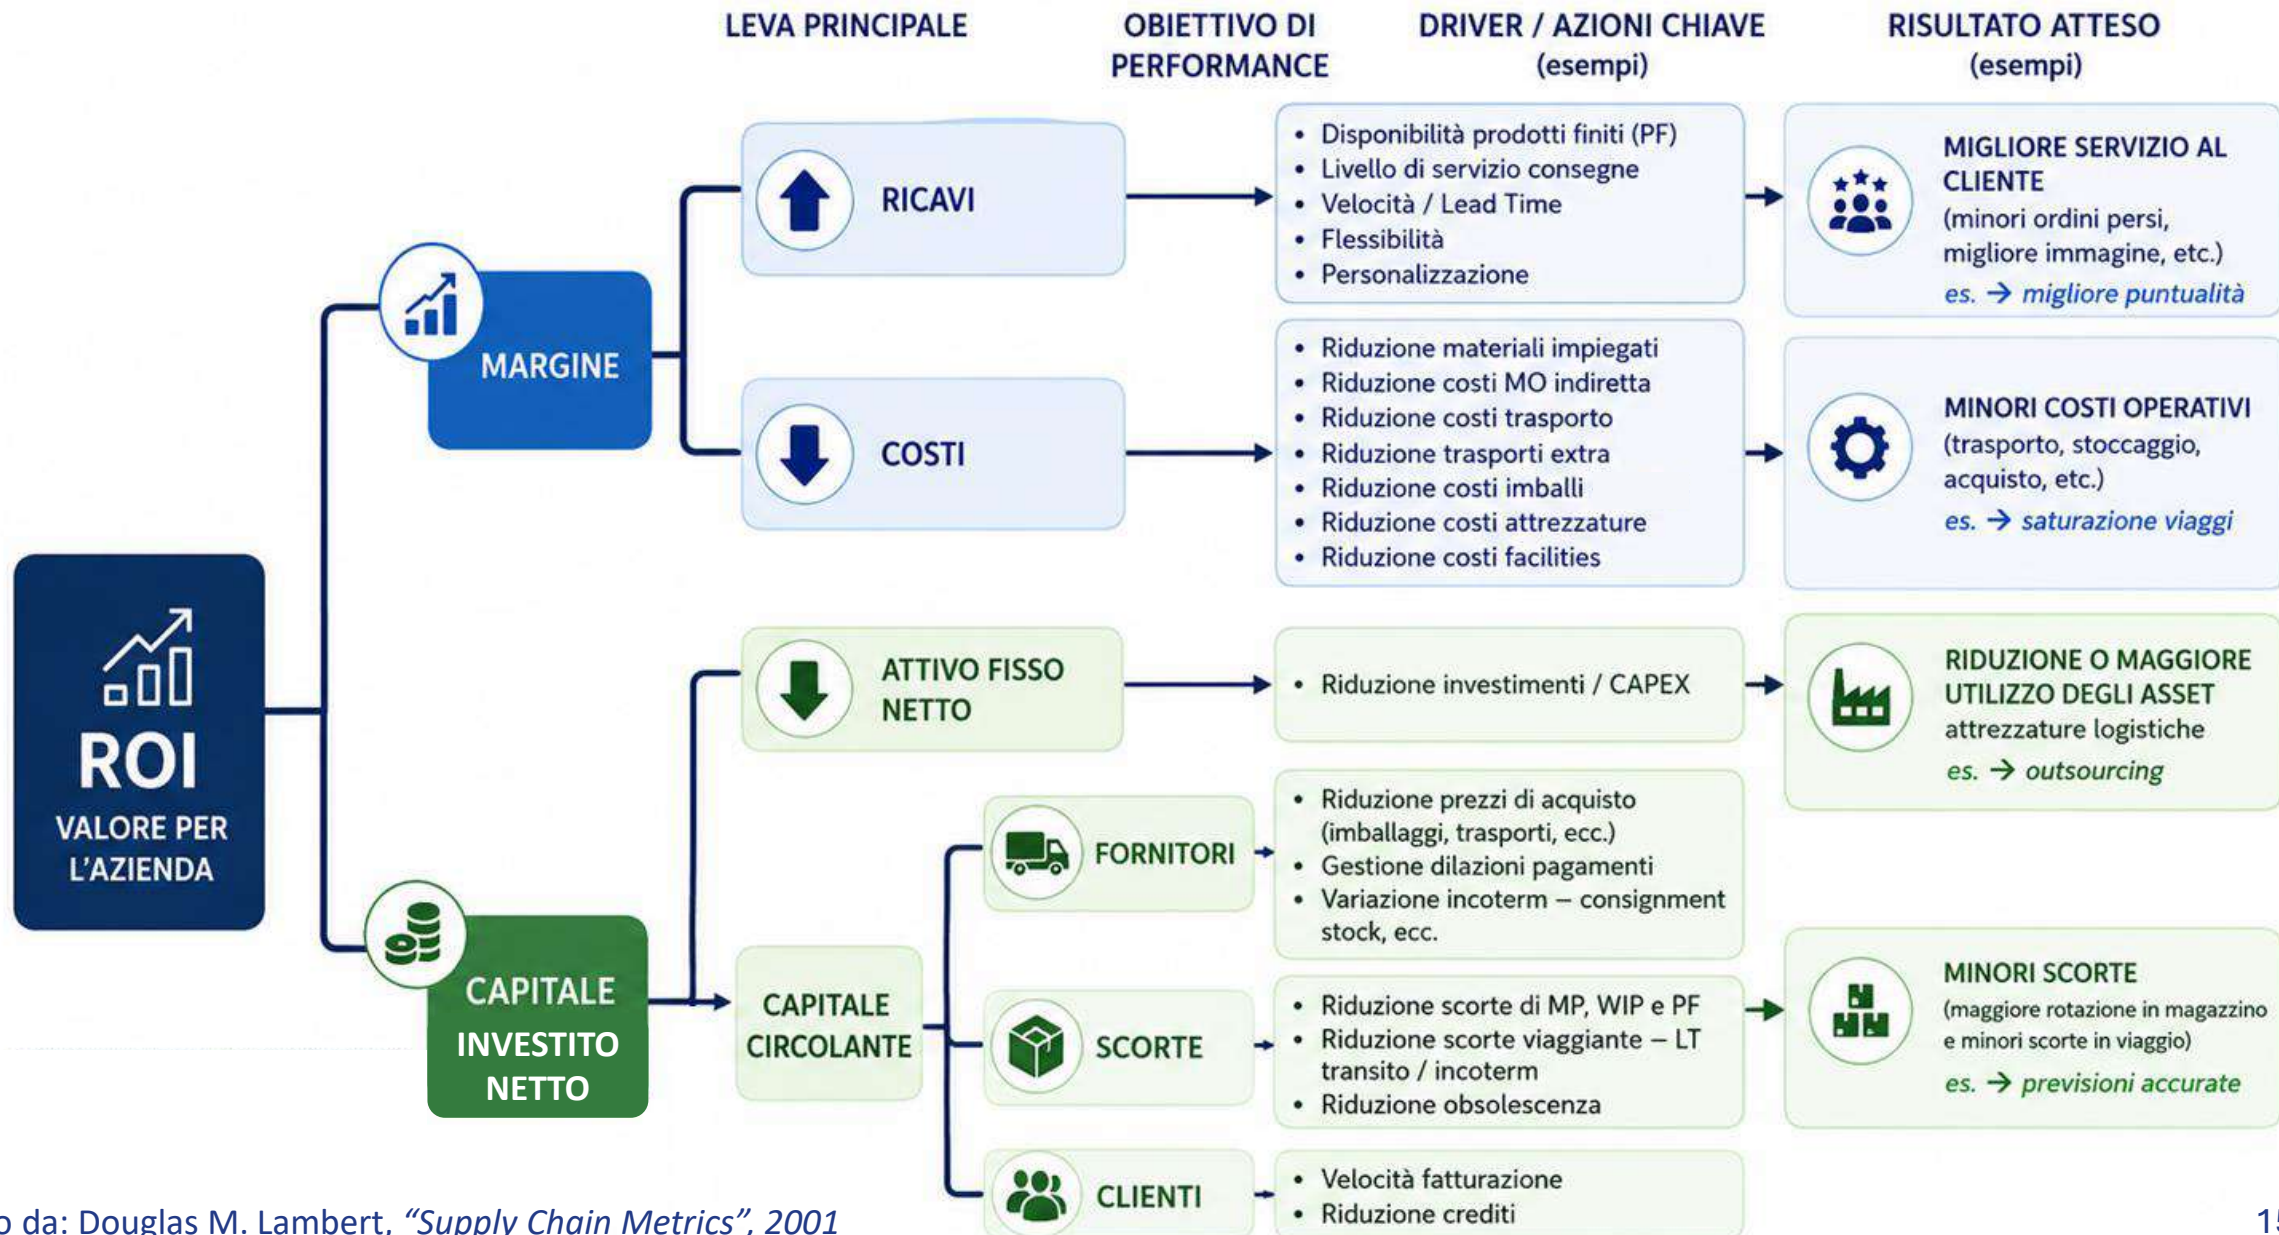 LEVA PRINCIPALE
OBIETTIVO DI
PERFORMANCE
DRIVER / AZIONI CHIAVE
(esempi)
RISULTATO ATTESO
(esempi)
ROI
VALORE PER
L'AZIENDA
MARGINE
RICAVI
• Disponibilità prodotti finiti (PF)
• Livello di servizio consegne
• Velocità / Lead Time
• Flessibilità
• Personalizzazione
MIGLIORE SERVIZIO AL
CLIENTE
(minori ordini persi,
migliore immagine, etc.)
es. → migliore puntualità
COSTI
• Riduzione materiali impiegati
• Riduzione costi MO indiretta
• Riduzione costi trasporto
• Riduzione trasporti extra
• Riduzione costi imballi
• Riduzione costi attrezzature
• Riduzione costi facilities
MINORI COSTI OPERATIVI
(trasporto, stoccaggio,
acquisto, etc.)
es. → saturazione viaggi
CAPITALE
INVESTITO
NETTO
ATTIVO FISSO
NETTO
• Riduzione investimenti / CAPEX
RIDUZIONE O MAGGIORE
UTILIZZO DEGLI ASSET
attrezzature logistiche
es. → outsourcing
CAPITALE
CIRCOLANTE
FORNITORI
• Riduzione prezzi di acquisto
(imballaggi, trasporti, ecc.)
• Gestione dilazioni pagamenti
• Variazione incoterm – consignment
stock, ecc.
SCORTE
• Riduzione scorte di MP, WIP e PF
• Riduzione scorte viaggiante – LT
transito / incoterm
• Riduzione obsolescenza
MINORI SCORTE
(maggiore rotazione in magazzino
e minori scorte in viaggio)
es. → previsioni accurate
CLIENTI
• Velocità fatturazione
• Riduzione crediti
o da: Douglas M. Lambert, "Supply Chain Metrics", 2001